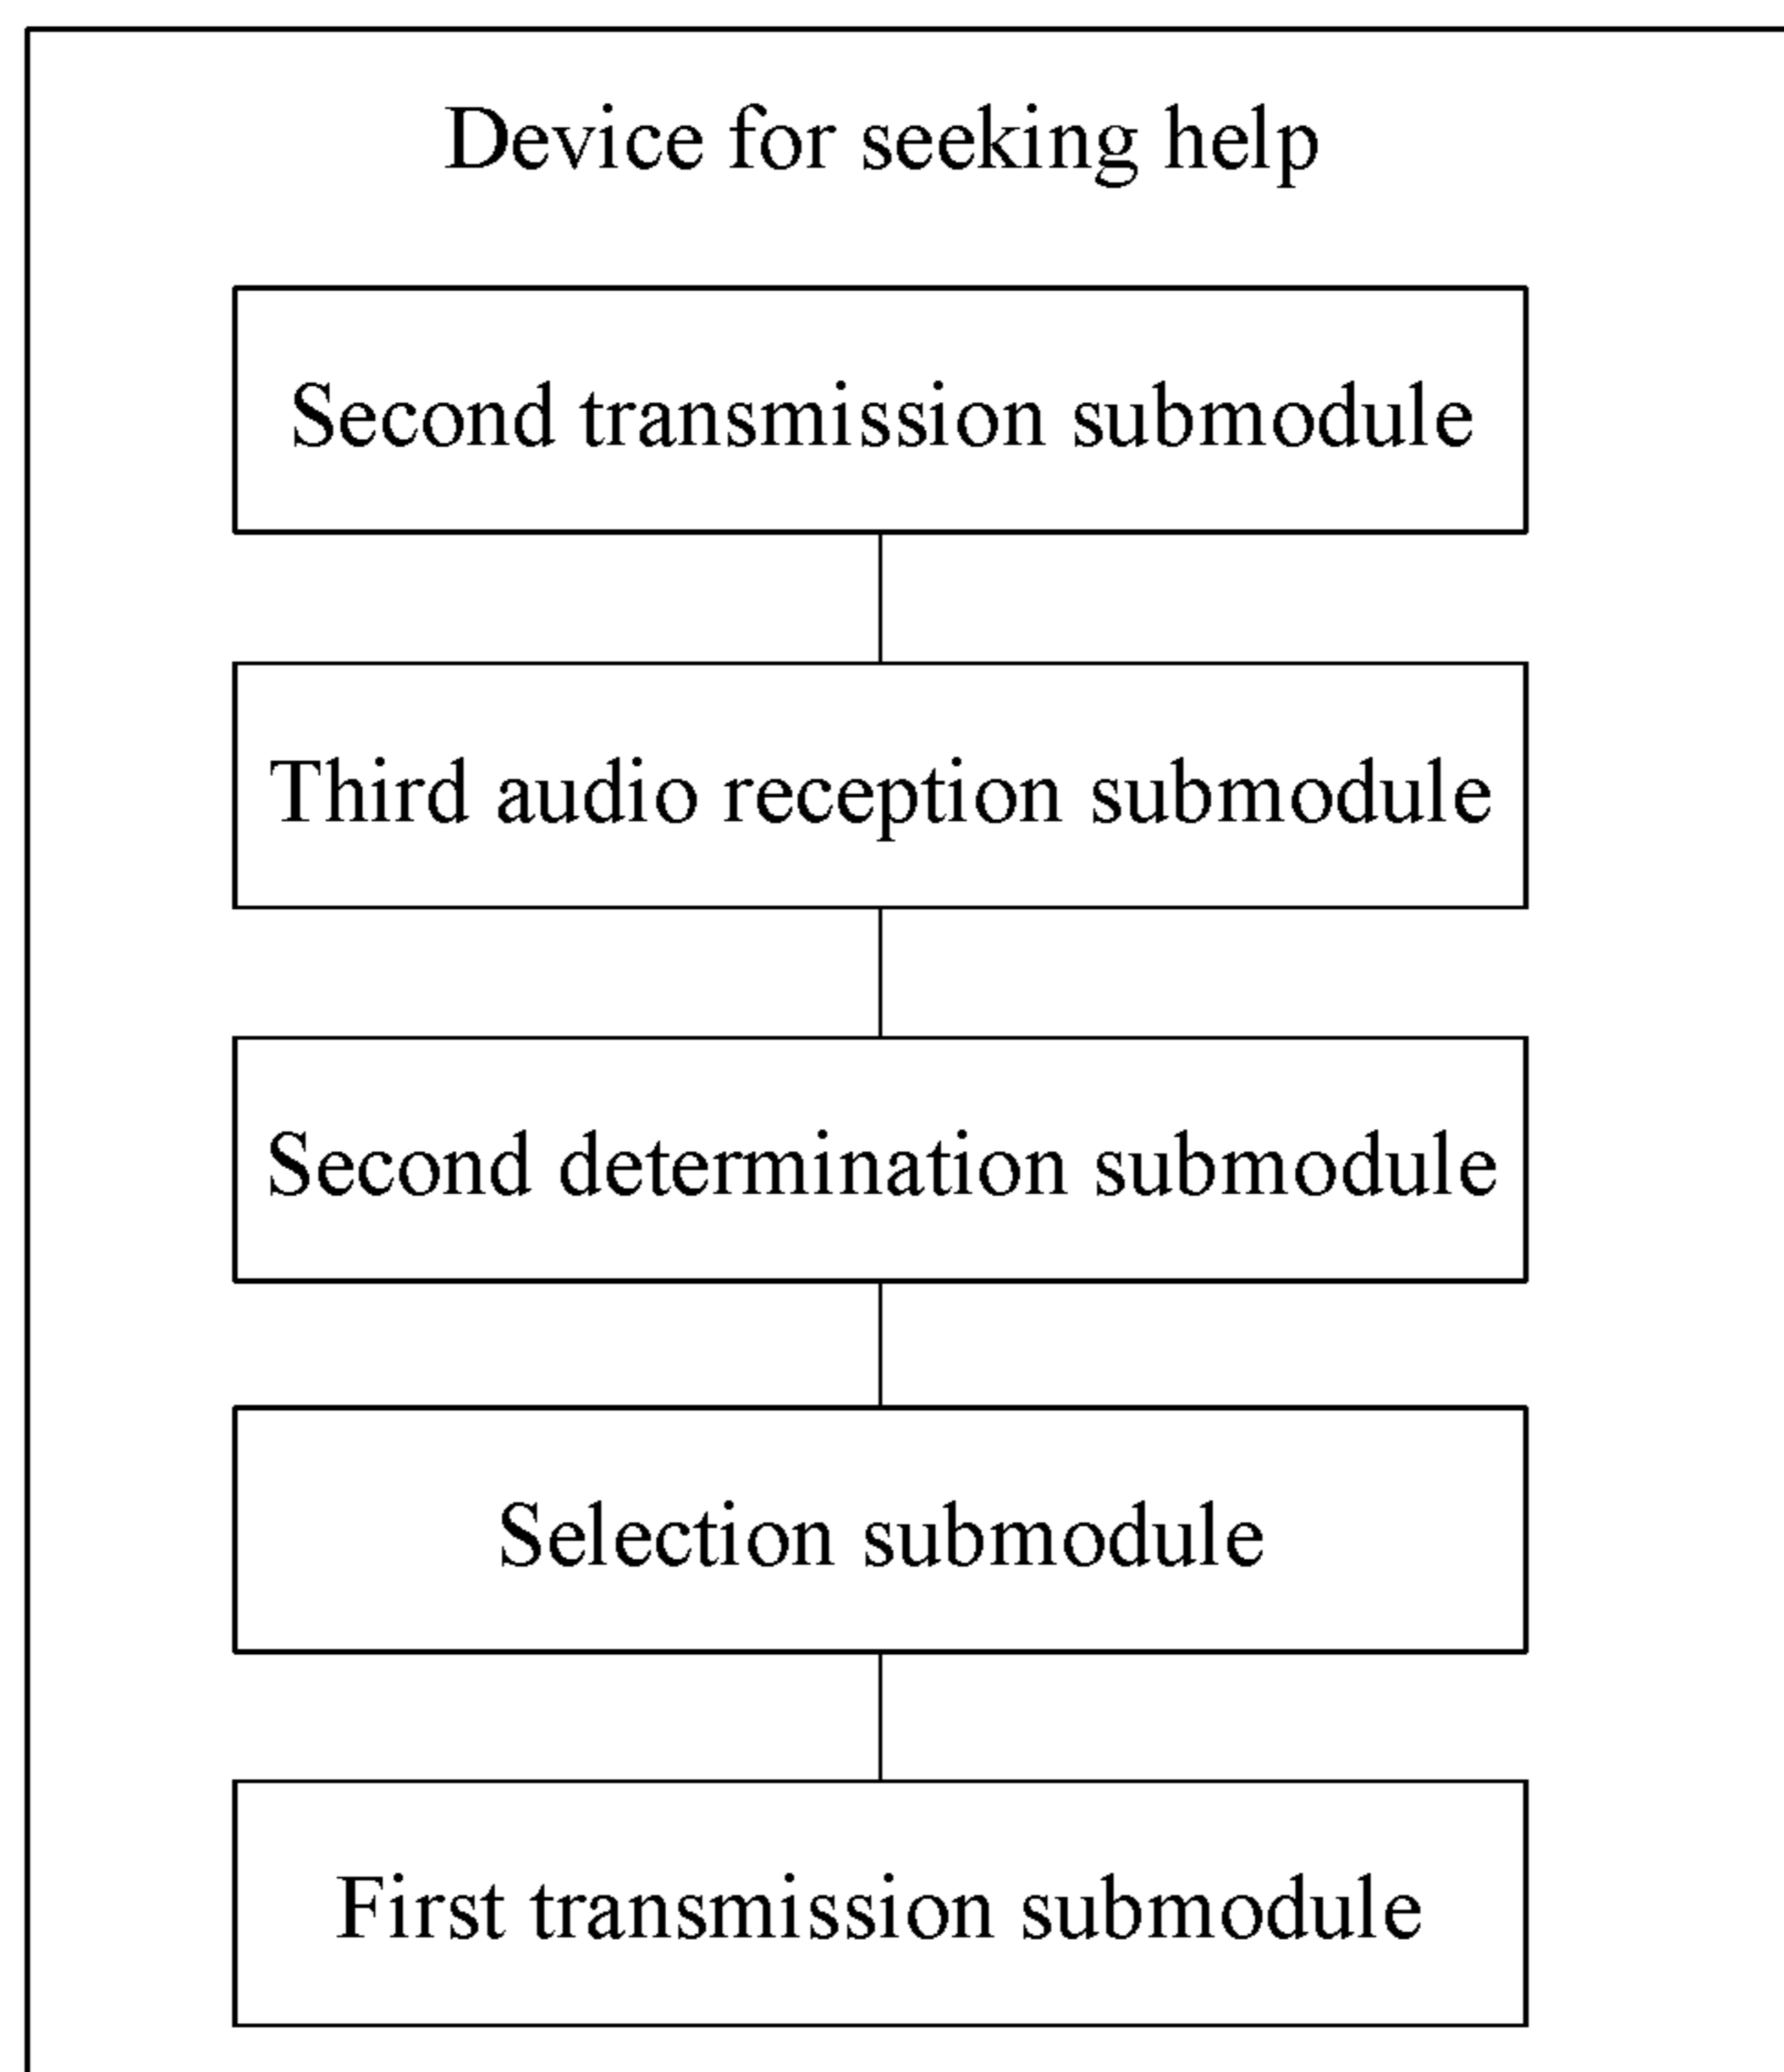 Device for seeking help
Second transmission submodule
Third audio reception submodule
Second determination submodule
Selection submodule
First transmission submodule